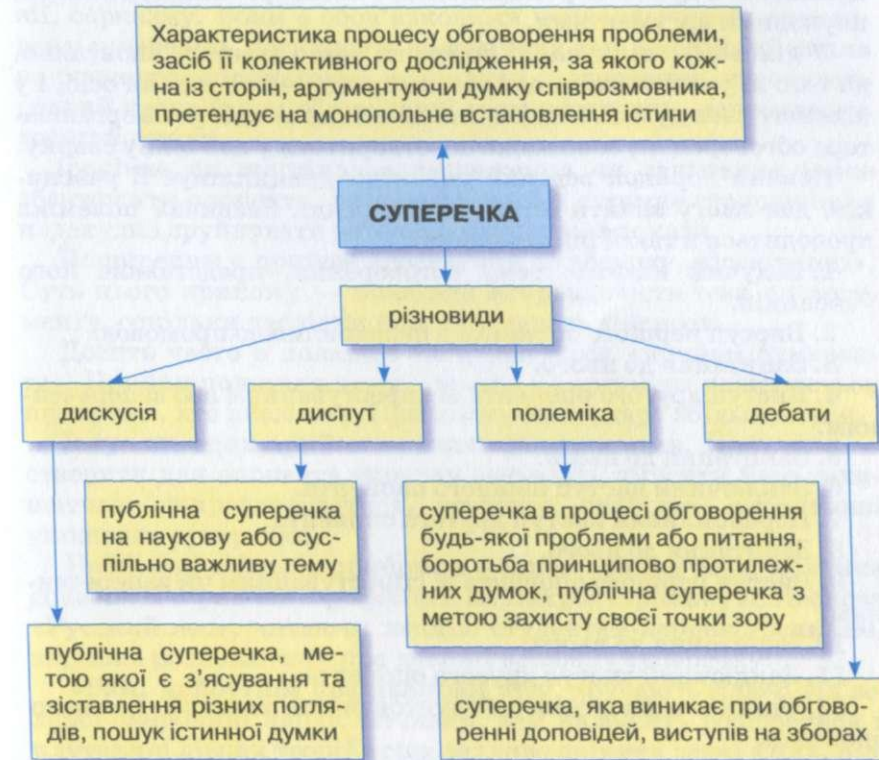 Характеристика процесу обговорення проблеми,
засіб її колективного дослідження, за якого кож-
на із сторін, аргументуючи думку співрозмовника,
претендує на монопольне встановлення істини
СУПЕРЕЧКА
різновиди
дискусія
диспут
полеміка
дебати
публічна суперечка
на наукову або сус-
пільно важливу тему
суперечка в процесі обговорення
будь-якої проблеми або питання,
боротьба принципово протилеж-
них думок, публічна суперечка з
метою захисту своєї точки зору
публічна суперечка, ме-
тою якої є з'ясування та
зіставлення різних погля-
дів, пошук істинної думки
суперечка, яка виникає при обгово-
ренні доповідей, виступів на зборах